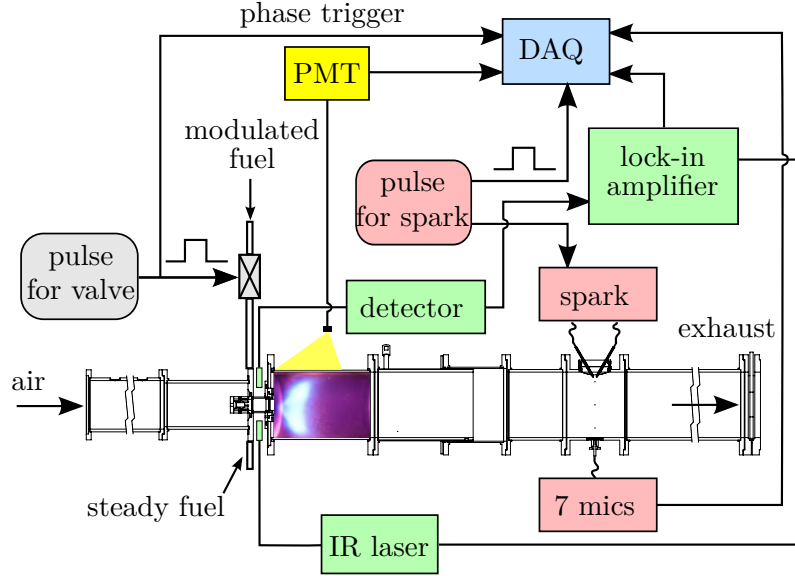 phase trigger
DAQ
PMT
modulated
fuel
lock-in
amplifier
pulse
for spark
pulse
for valve
detector
spark
exhaust
air
steady fuel
7 mics
IR laser